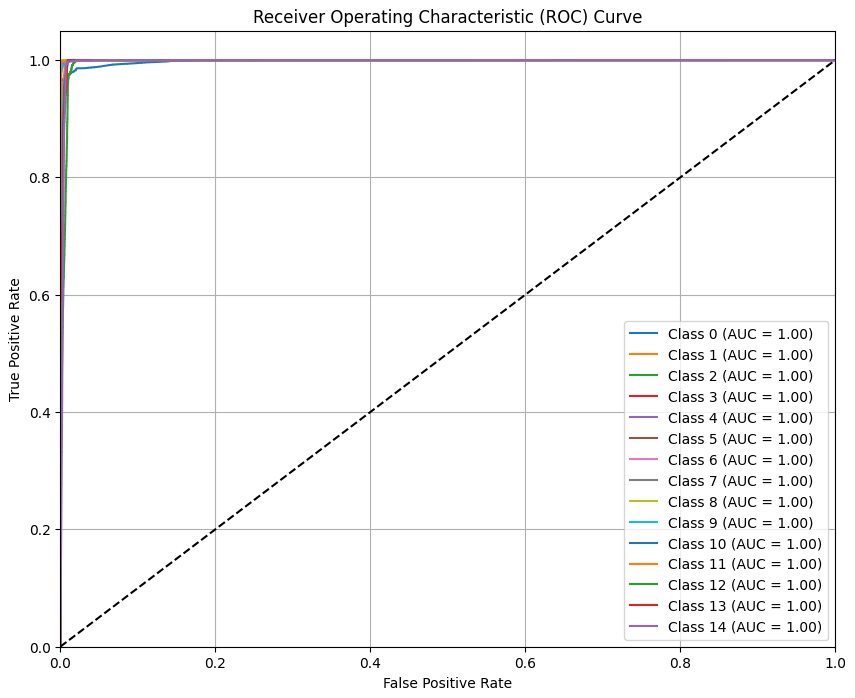 Receiver Operating Characteristic (ROC) Curve
1.0
0.8
0.6
0.4
0.2
0.0
True Positive Rate
Class 0 (AUC = 1.00)
Class 1 (AUC = 1.00)
Class 2 (AUC = 1.00)
Class 3 (AUC = 1.00)
Class 4 (AUC = 1.00)
Class 5 (AUC = 1.00)
Class 6 (AUC = 1.00)
Class 7 (AUC = 1.00)
Class 8 (AUC = 1.00)
Class 9 (AUC = 1.00)
Class 10 (AUC = 1.00)
Class 11 (AUC = 1.00)
Class 12 (AUC = 1.00)
Class 13 (AUC = 1.00)
Class 14 (AUC = 1.00)
0.0 0.2 0.4 0.6 0.8 1.0
False Positive Rate